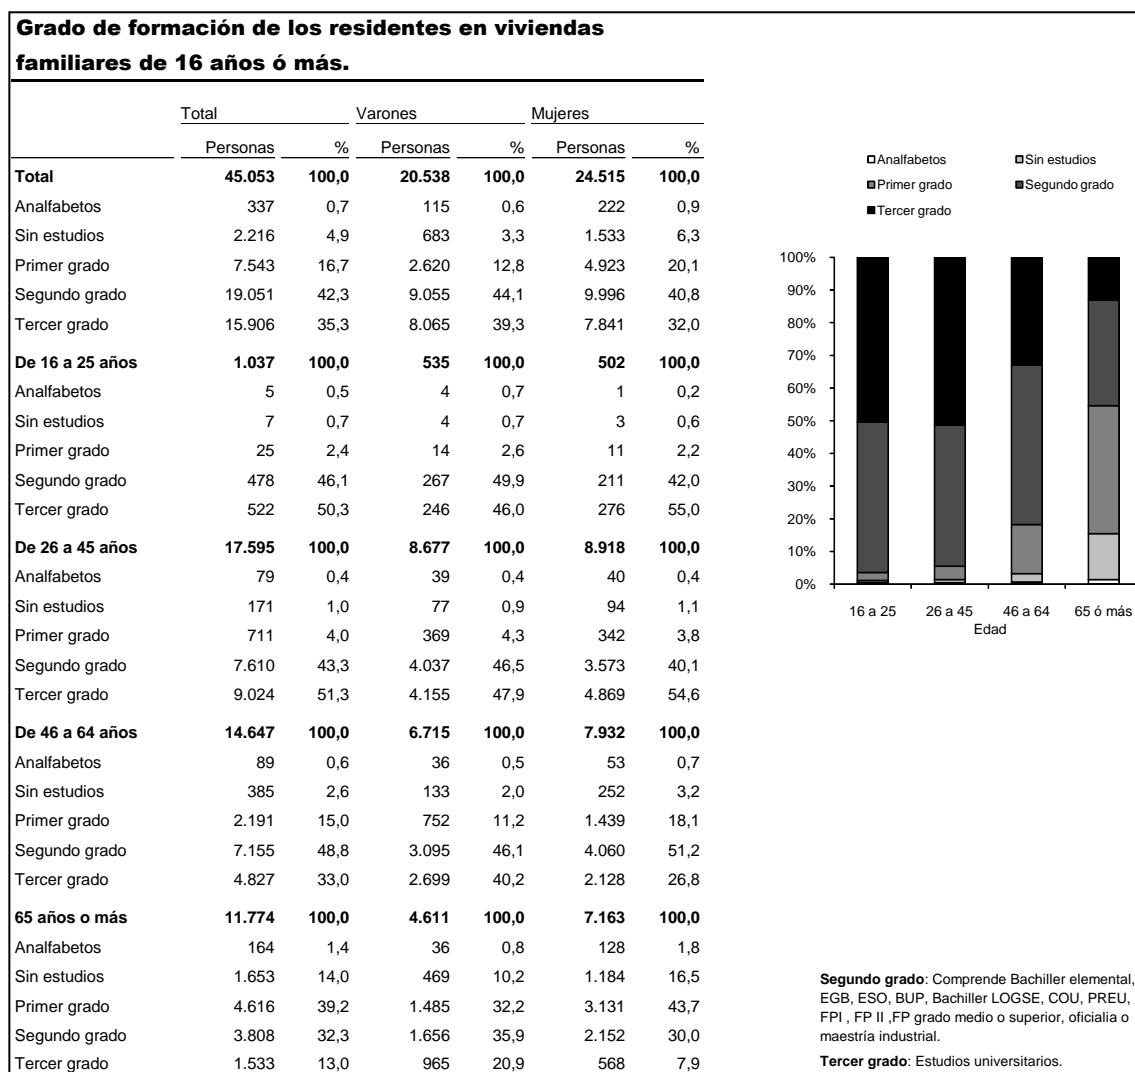 Grado de formación de los residentes en viviendas
familiares de 16 años ó más.
Total Varones Mujeres
Personas % Personas % Personas %
Total 45.053 100,0 20.538 100,0 24.515 100,0
Analfabetos 337 0,7 115 0,6 222 0,9
Sin estudios 2.216 4,9 683 3,3 1.533 6,3
Primer grado 7.543 16,7 2.620 12,8 4.923 20,1
Segundo grado 19.051 42,3 9.055 44,1 9.996 40,8
Tercer grado 15.906 35,3 8.065 39,3 7.841 32,0
De 16 a 25 años 1.037 100,0 535 100,0 502 100,0
Analfabetos 5 0,5 4 0,7 1 0,2
Sin estudios 7 0,7 4 0,7 3 0,6
Primer grado 25 2,4 14 2,6 11 2,2
Segundo grado 478 46,1 267 49,9 211 42,0
Tercer grado 522 50,3 246 46,0 276 55,0
De 26 a 45 años 17.595 100,0 8.677 100,0 8.918 100,0
Analfabetos 79 0,4 39 0,4 40 0,4
Sin estudios 171 1,0 77 0,9 94 1,1
Primer grado 711 4,0 369 4,3 342 3,8
Segundo grado 7.610 43,3 4.037 46,5 3.573 40,1
Tercer grado 9.024 51,3 4.155 47,9 4.869 54,6
De 46 a 64 años 14.647 100,0 6.715 100,0 7.932 100,0
Analfabetos 89 0,6 36 0,5 53 0,7
Sin estudios 385 2,6 133 2,0 252 3,2
Primer grado 2.191 15,0 752 11,2 1.439 18,1
Segundo grado 7.155 48,8 3.095 46,1 4.060 51,2
Tercer grado 4.827 33,0 2.699 40,2 2.128 26,8
65 años o más 11.774 100,0 4.611 100,0 7.163 100,0
Analfabetos 164 1,4 36 0,8 128 1,8
Sin estudios 1.653 14,0 469 10,2 1.184 16,5
Primer grado 4.616 39,2 1.485 32,2 3.131 43,7
Segundo grado 3.808 32,3 1.656 35,9 2.152 30,0
Tercer grado 1.533 13,0 965 20,9 568 7,9
Analfabetos Sin estudios
Primer grado Segundo grado
Tercer grado
100%
90%
80%
70%
60%
50%
40%
30%
20%
10%
0%
16 a 25 26 a 45 46 a 64 65 ó más
Edad
Segundo grado: Comprende Bachiller elemental,
EGB, ESO, BUP, Bachiller LOGSE, COU, PREU,
FPI , FP II ,FP grado medio o superior, oficialia o
maestría industrial.
Tercer grado: Estudios universitarios.